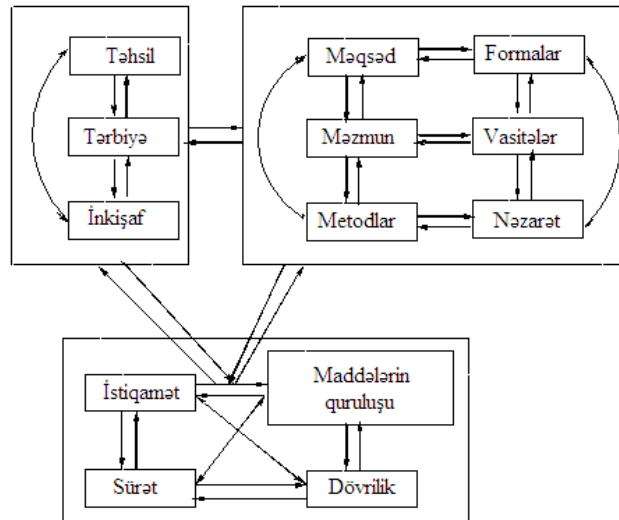 Təhsil
Tərbiyə
İnkişaf
Məqsəd
Formalar
Məzmun
Vasitələr
Metodlar
Nəzarət
İstiqamət
Maddələrin
quruluşu
Sürət
Dövrilik